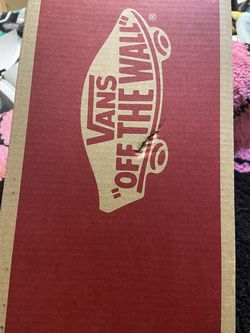 VANS
"OFF THE WALL"
®